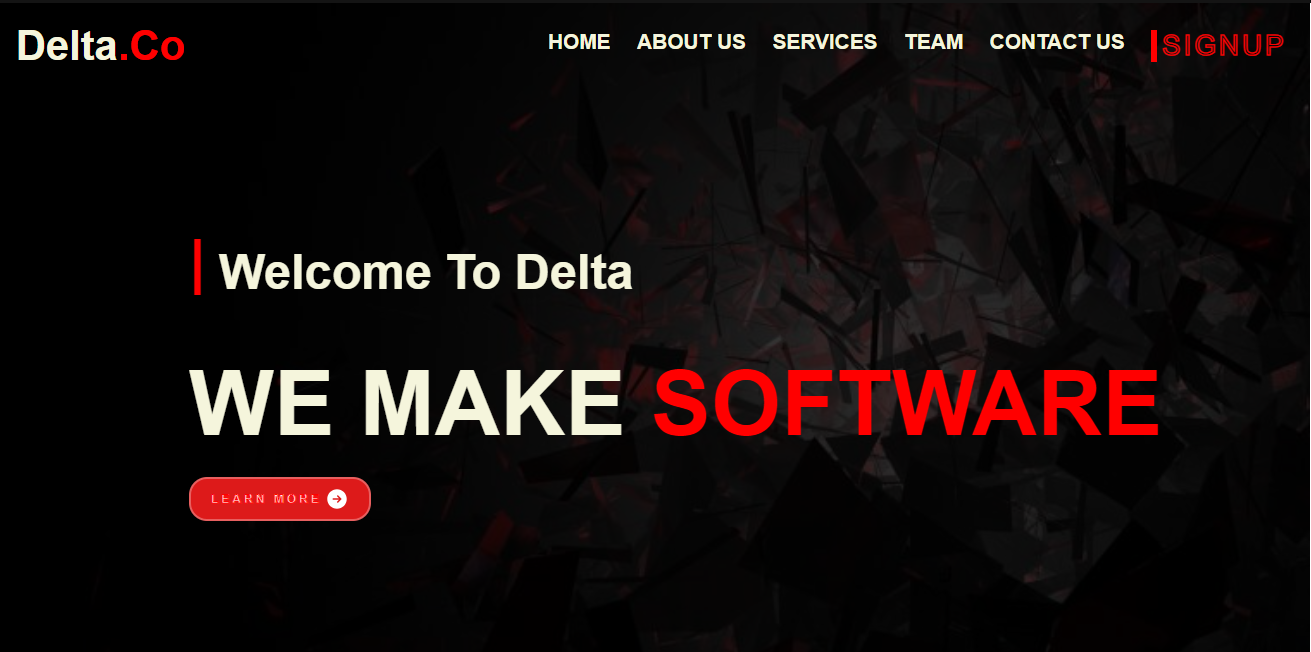 Delta.Co
HOME ABOUT US SERVICES TEAM CONTACT US SIGNUP
Welcome To Delta
WE MAKE SOFTWARE
LEARN MORE